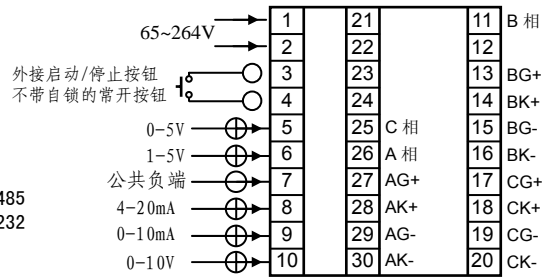 65~264V 1 21 11 B 相
2 22 12
外接启动/停止按钮 3 23 13 BG+
不带自锁的常开按钮 4 24 14 BK+
0-5V 5 25 C 相 15 BG-
1-5V 6 26 A 相 16 BK-
公共负端 7 27 AG+ 17 CG+
485 4-20mA 8 28 AK+ 18 CK+
232 0-10mA 9 29 AG- 19 CG-
0-10V 10 30 AK- 20 CK-